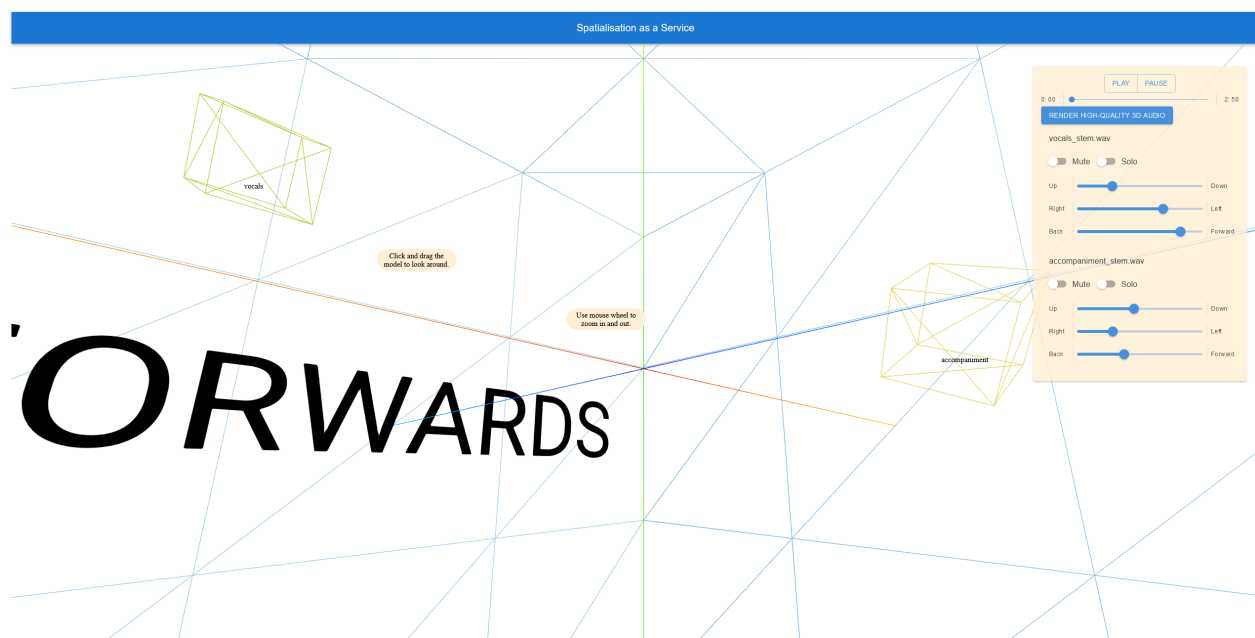 Spatialisation as a Service
PLAY PAUSE
0:00 2:50
RENDER HIGH-QUALITY 3D AUDIO
vocals_stem.wav
Mute Solo
Up Down
Right Left
Back Forward
accompaniment_stem.wav
Mute Solo
Up Down
Right Left
Back Forward
vocals
Click and drag the
model to look around.
Use mouse wheel to
zoom in and out.
accompaniment
FORWARDS